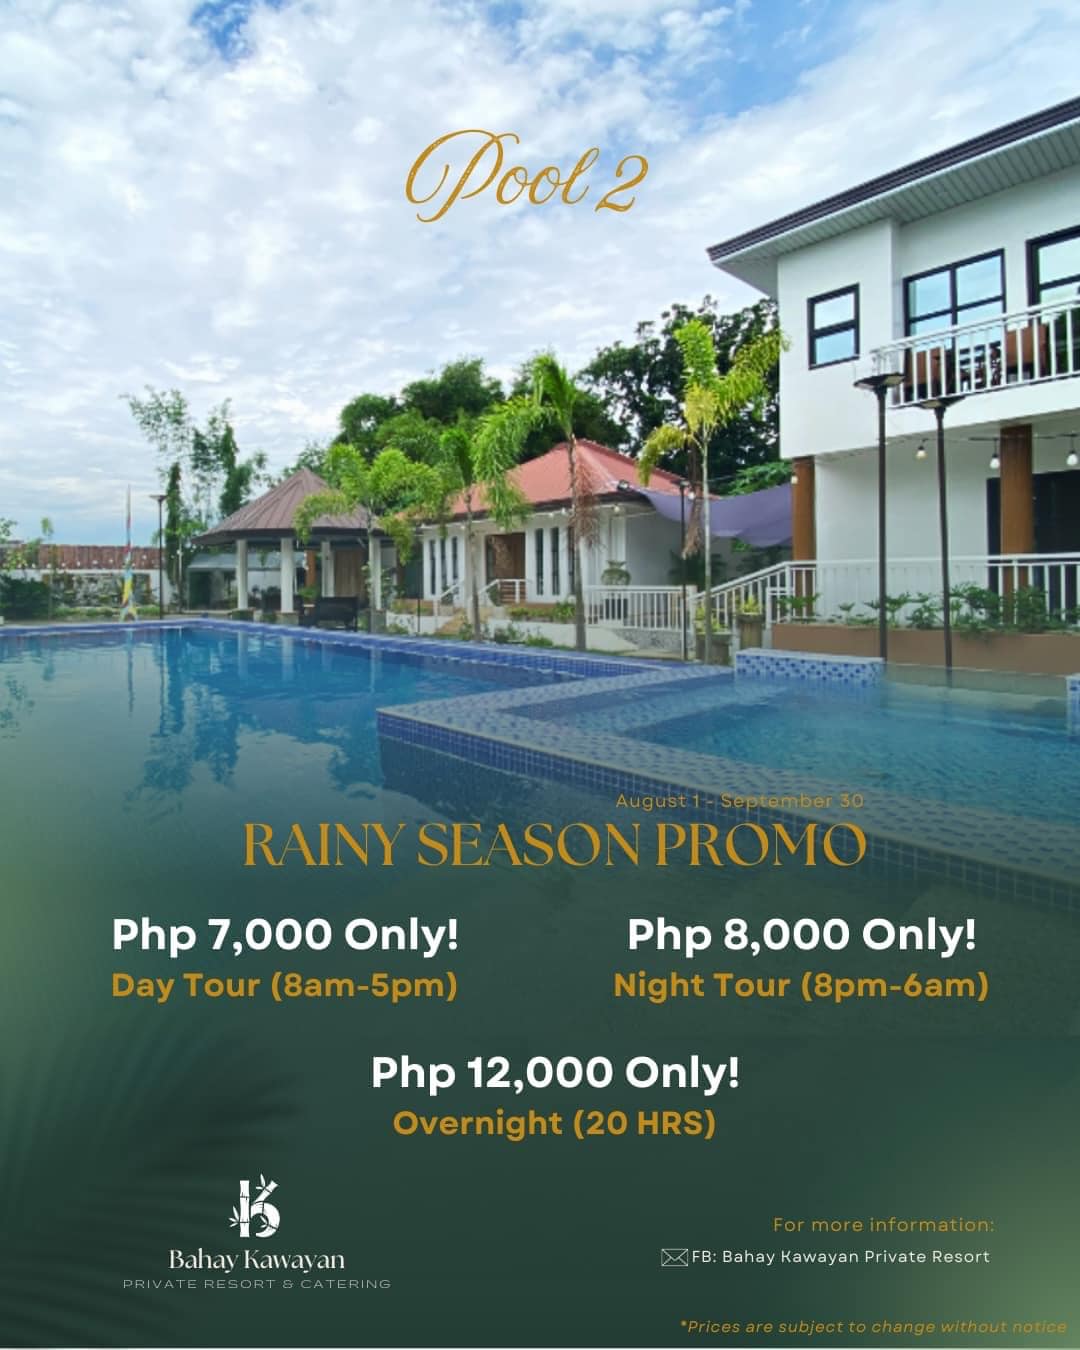 Pool 2
August 1 - September 30
RAINY SEASON PROMO
Php 7,000 Only!
Day Tour (8am-5pm)
Php 8,000 Only!
Night Tour (8pm-6am)
Php 12,000 Only!
Overnight (20 HRS)
Bahay Kawayan
PRIVATE RESORT & CATERING
For more information:
FB: Bahay Kawayan Private Resort
*Prices are subject to change without notice